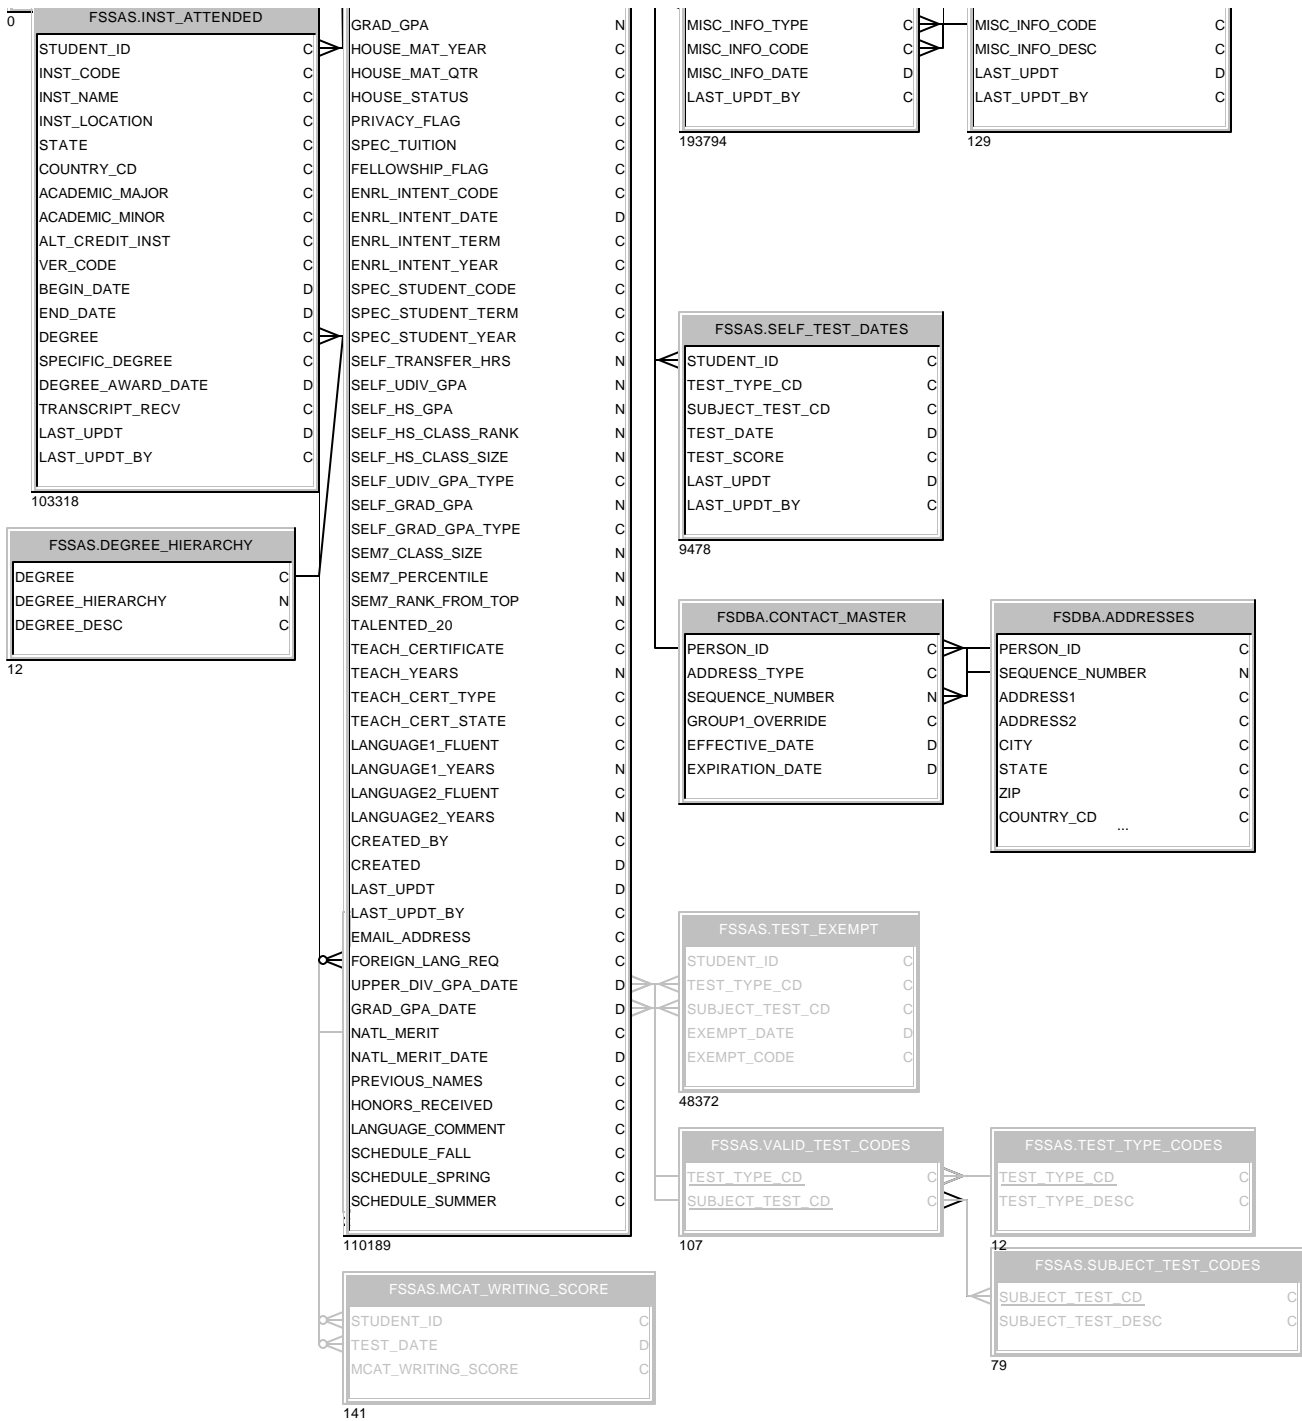 0
FSSAS.INST_ATTENDED
STUDENT_ID C
INST_CODE C
INST_NAME C
INST_LOCATION C
STATE C
COUNTRY_CD C
ACADEMIC_MAJOR C
ACADEMIC_MINOR C
ALT_CREDIT_INST C
VER_CODE C
BEGIN_DATE D
END_DATE D
DEGREE C
SPECIFIC_DEGREE C
DEGREE_AWARD_DATE D
TRANSCRIPT_RECV C
LAST_UPDT D
LAST_UPDT_BY C
103318
FSSAS.DEGREE_HIERARCHY
DEGREE C
DEGREE_HIERARCHY N
DEGREE_DESC C
12
GRAD_GPA N
HOUSE_MAT_YEAR C
HOUSE_MAT_QTR C
HOUSE_STATUS C
PRIVACY_FLAG C
SPEC_TUITION C
FELLOWSHIP_FLAG C
ENRL_INTENT_CODE C
ENRL_INTENT_DATE D
ENRL_INTENT_TERM C
ENRL_INTENT_YEAR C
SPEC_STUDENT_CODE C
SPEC_STUDENT_TERM C
SPEC_STUDENT_YEAR C
SELF_TRANSFER_HRS N
SELF_UDIV_GPA N
SELF_HS_GPA N
SELF_HS_CLASS_RANK N
SELF_HS_CLASS_SIZE N
SELF_UDIV_GPA_TYPE C
SELF_GRAD_GPA N
SELF_GRAD_GPA_TYPE C
SEM7_CLASS_SIZE N
SEM7_PERCENTILE N
SEM7_RANK_FROM_TOP N
TALENTED_20 C
TEACH_CERTIFICATE C
TEACH_YEARS N
TEACH_CERT_TYPE C
TEACH_CERT_STATE C
LANGUAGE1_FLUENT C
LANGUAGE1_YEARS N
LANGUAGE2_FLUENT C
LANGUAGE2_YEARS N
CREATED_BY C
CREATED D
LAST_UPDT D
LAST_UPDT_BY C
EMAIL_ADDRESS C
FOREIGN_LANG_REQ C
UPPER_DIV_GPA_DATE D
GRAD_GPA_DATE D
NATL_MERIT C
NATL_MERIT_DATE D
PREVIOUS_NAMES C
HONORS_RECEIVED C
LANGUAGE_COMMENT C
SCHEDULE_FALL C
SCHEDULE_SPRING C
SCHEDULE_SUMMER C
110189
FSSAS.MCAT_WRITING_SCORE
STUDENT_ID C
TEST_DATE D
MCAT_WRITING_SCORE C
141
MISC_INFO_TYPE C
MISC_INFO_CODE C
MISC_INFO_DATE D
LAST_UPDT_BY C
193794
MISC_INFO_CODE C
MISC_INFO_DESC C
LAST_UPDT D
LAST_UPDT_BY C
129
FSSAS.SELF_TEST_DATES
STUDENT_ID C
TEST_TYPE_CD C
SUBJECT_TEST_CD C
TEST_DATE D
TEST_SCORE C
LAST_UPDT D
LAST_UPDT_BY C
9478
FSDBA.CONTACT_MASTER
PERSON_ID C
ADDRESS_TYPE C
SEQUENCE_NUMBER N
GROUP1_OVERRIDE C
EFFECTIVE_DATE D
EXPIRATION_DATE D
FSDBA.ADDRESSES
PERSON_ID C
SEQUENCE_NUMBER N
ADDRESS1 C
ADDRESS2 C
CITY C
STATE C
ZIP C
COUNTRY_CD C
...
FSSAS.TEST_EXEMPT
STUDENT_ID C
TEST_TYPE_CD C
SUBJECT_TEST_CD C
EXEMPT_DATE D
EXEMPT_CODE C
48372
FSSAS.VALID_TEST_CODES
TEST_TYPE_CD C
SUBJECT_TEST_CD C
107
FSSAS.TEST_TYPE_CODES
TEST_TYPE_CD C
TEST_TYPE_DESC C
12
FSSAS.SUBJECT_TEST_CODES
SUBJECT_TEST_CD C
SUBJECT_TEST_DESC C
79